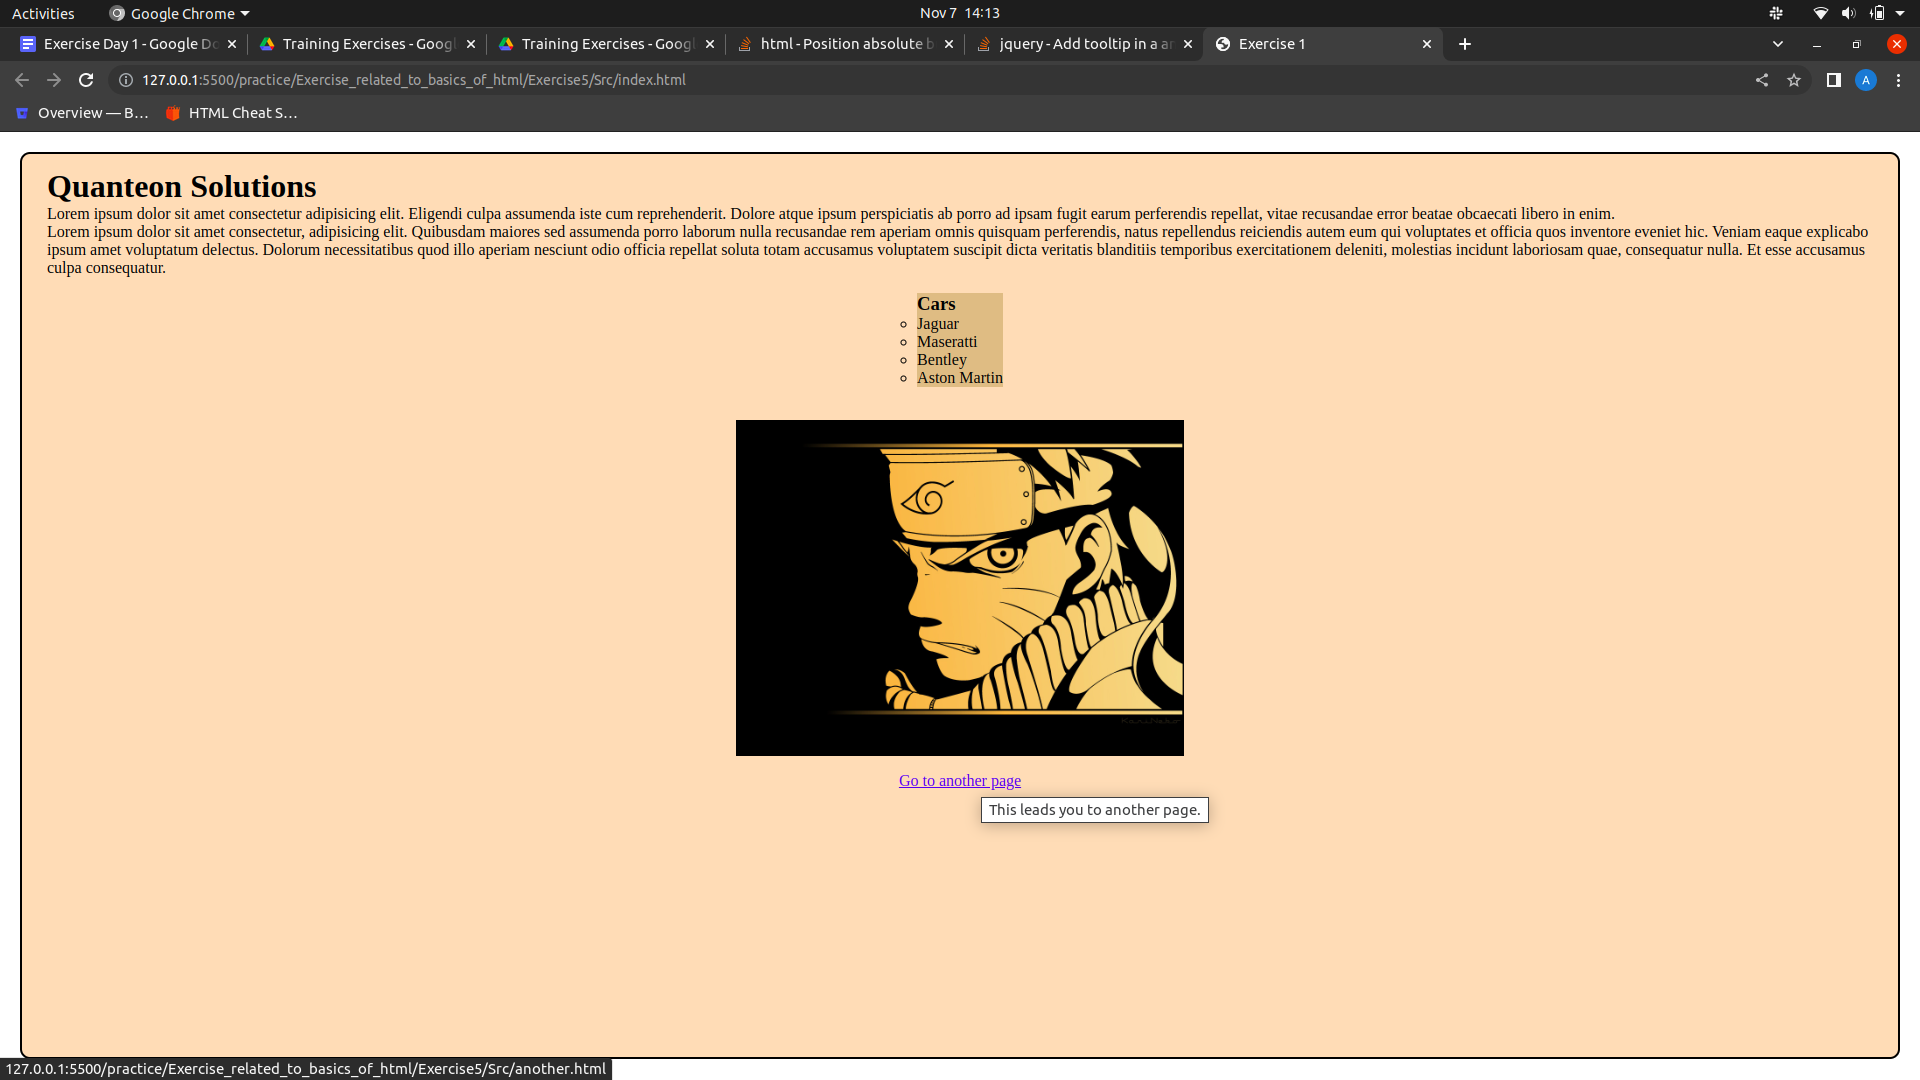 Activities
Google Chrome
Nov 7 14:13
Exercise Day 1 - Google Do
Training Exercises - Googl
Training Exercises - Googl
html - Position absolute b
jquery - Add tooltip in a an
Exercise 1
127.0.0.1:5500/practice/Exercise_related_to_basics_of_html/Exercise5/Src/index.html
A
Overview — B...
HTML Cheat S...
Quanteon Solutions
Lorem ipsum dolor sit amet consectetur adipisicing elit. Eligendi culpa assumenda iste cum reprehenderit. Dolore atque ipsum perspiciatis ab porro ad ipsam fugit earum perferendis repellat, vitae recusandae error beatae obcaecati libero in enim.
Lorem ipsum dolor sit amet consectetur, adipisicing elit. Quibusdam maiores sed assumenda porro laborum nulla recusandae rem aperiam omnis quisquam perferendis, natus repellendus reiciendis autem eum qui voluptates et officia quos inventore eveniet hic. Veniam eaque explicabo
ipsum amet voluptatum delectus. Dolorum necessitatibus quod illo aperiam nesciunt odio officia repellat soluta totam accusamus voluptatem suscipit dicta veritatis blanditiis temporibus exercitationem deleniti, molestias incidunt laboriosam quae, consequatur nulla. Et esse accusamus
culpa consequatur.
Cars
Jaguar
Maseratti
Bentley
Aston Martin
Go to another page
This leads you to another page.
127.0.0.1:5500/practice/Exercise_related_to_basics_of_html/Exercise5/Src/another.html